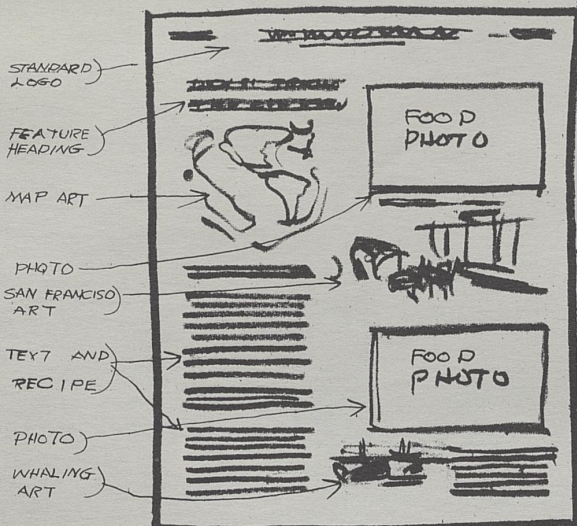 STANDARD
LOGO
FEATURE
HEADING
MAP ART
PHOTO
SAN FRANCISO
ART
TEXT AND
RECIPE
PHOTO
WHALING
ART
FOOD
PHOTO
FOOD
PHOTO